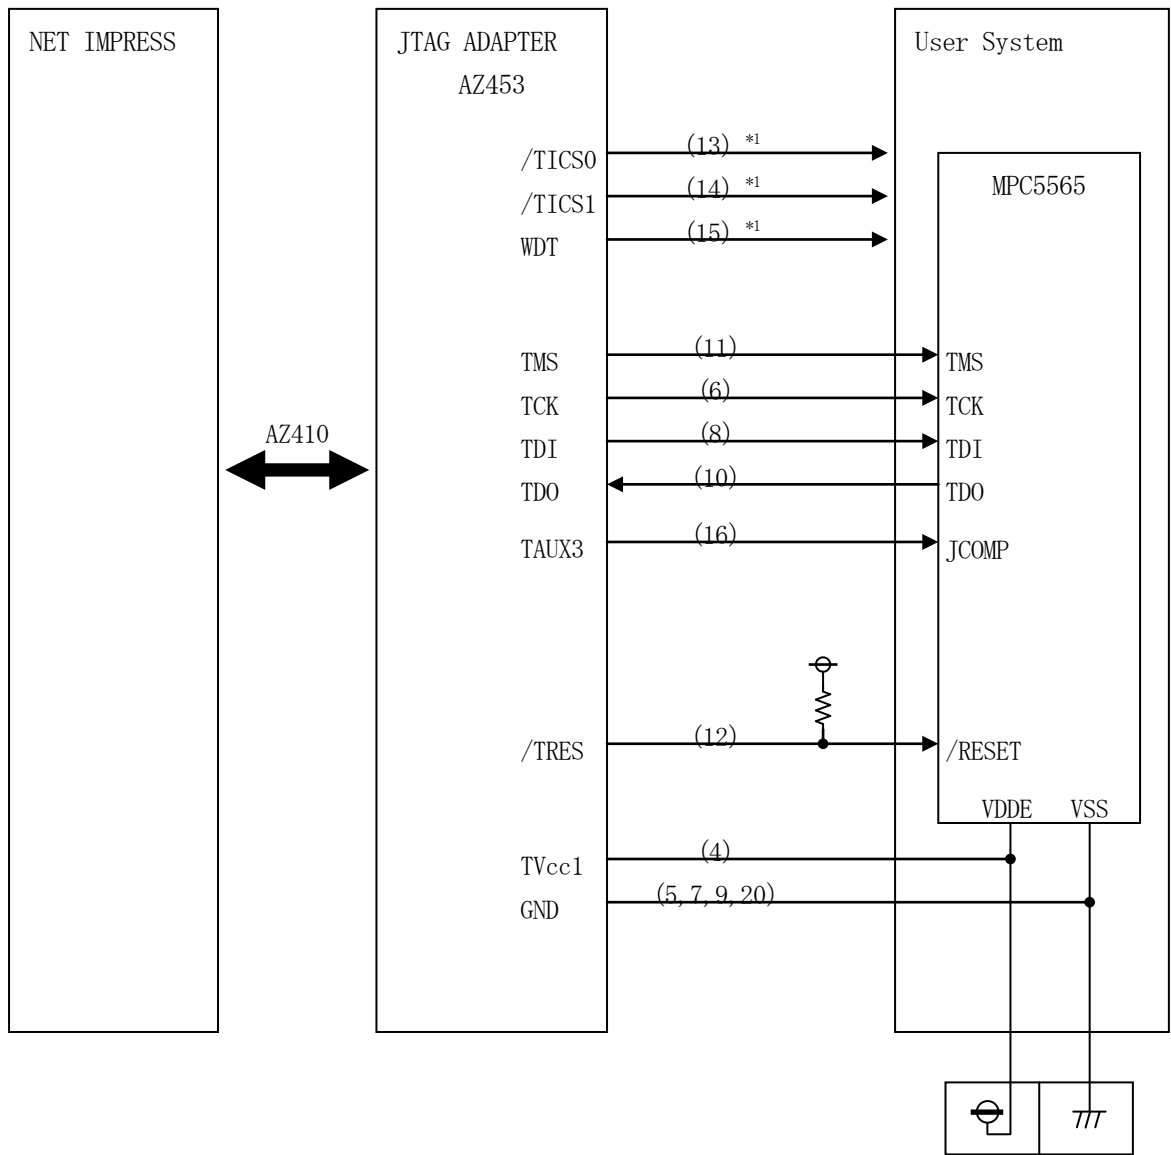 NET IMPRESS
JTAG ADAPTER
AZ453
User System
/TICS0
(13) *1
/TICS1
(14) *1
WDT
(15) *1
MPC5565
TMS
(11)
TMS
TCK
(6)
TCK
AZ410
TDI
(8)
TDI
TDO
(10)
TDO
TAUX3
(16)
JCOMP
/TRES
(12)
/RESET
VDDE
VSS
TVcc1
(4)
GND
(5,7,9,20)